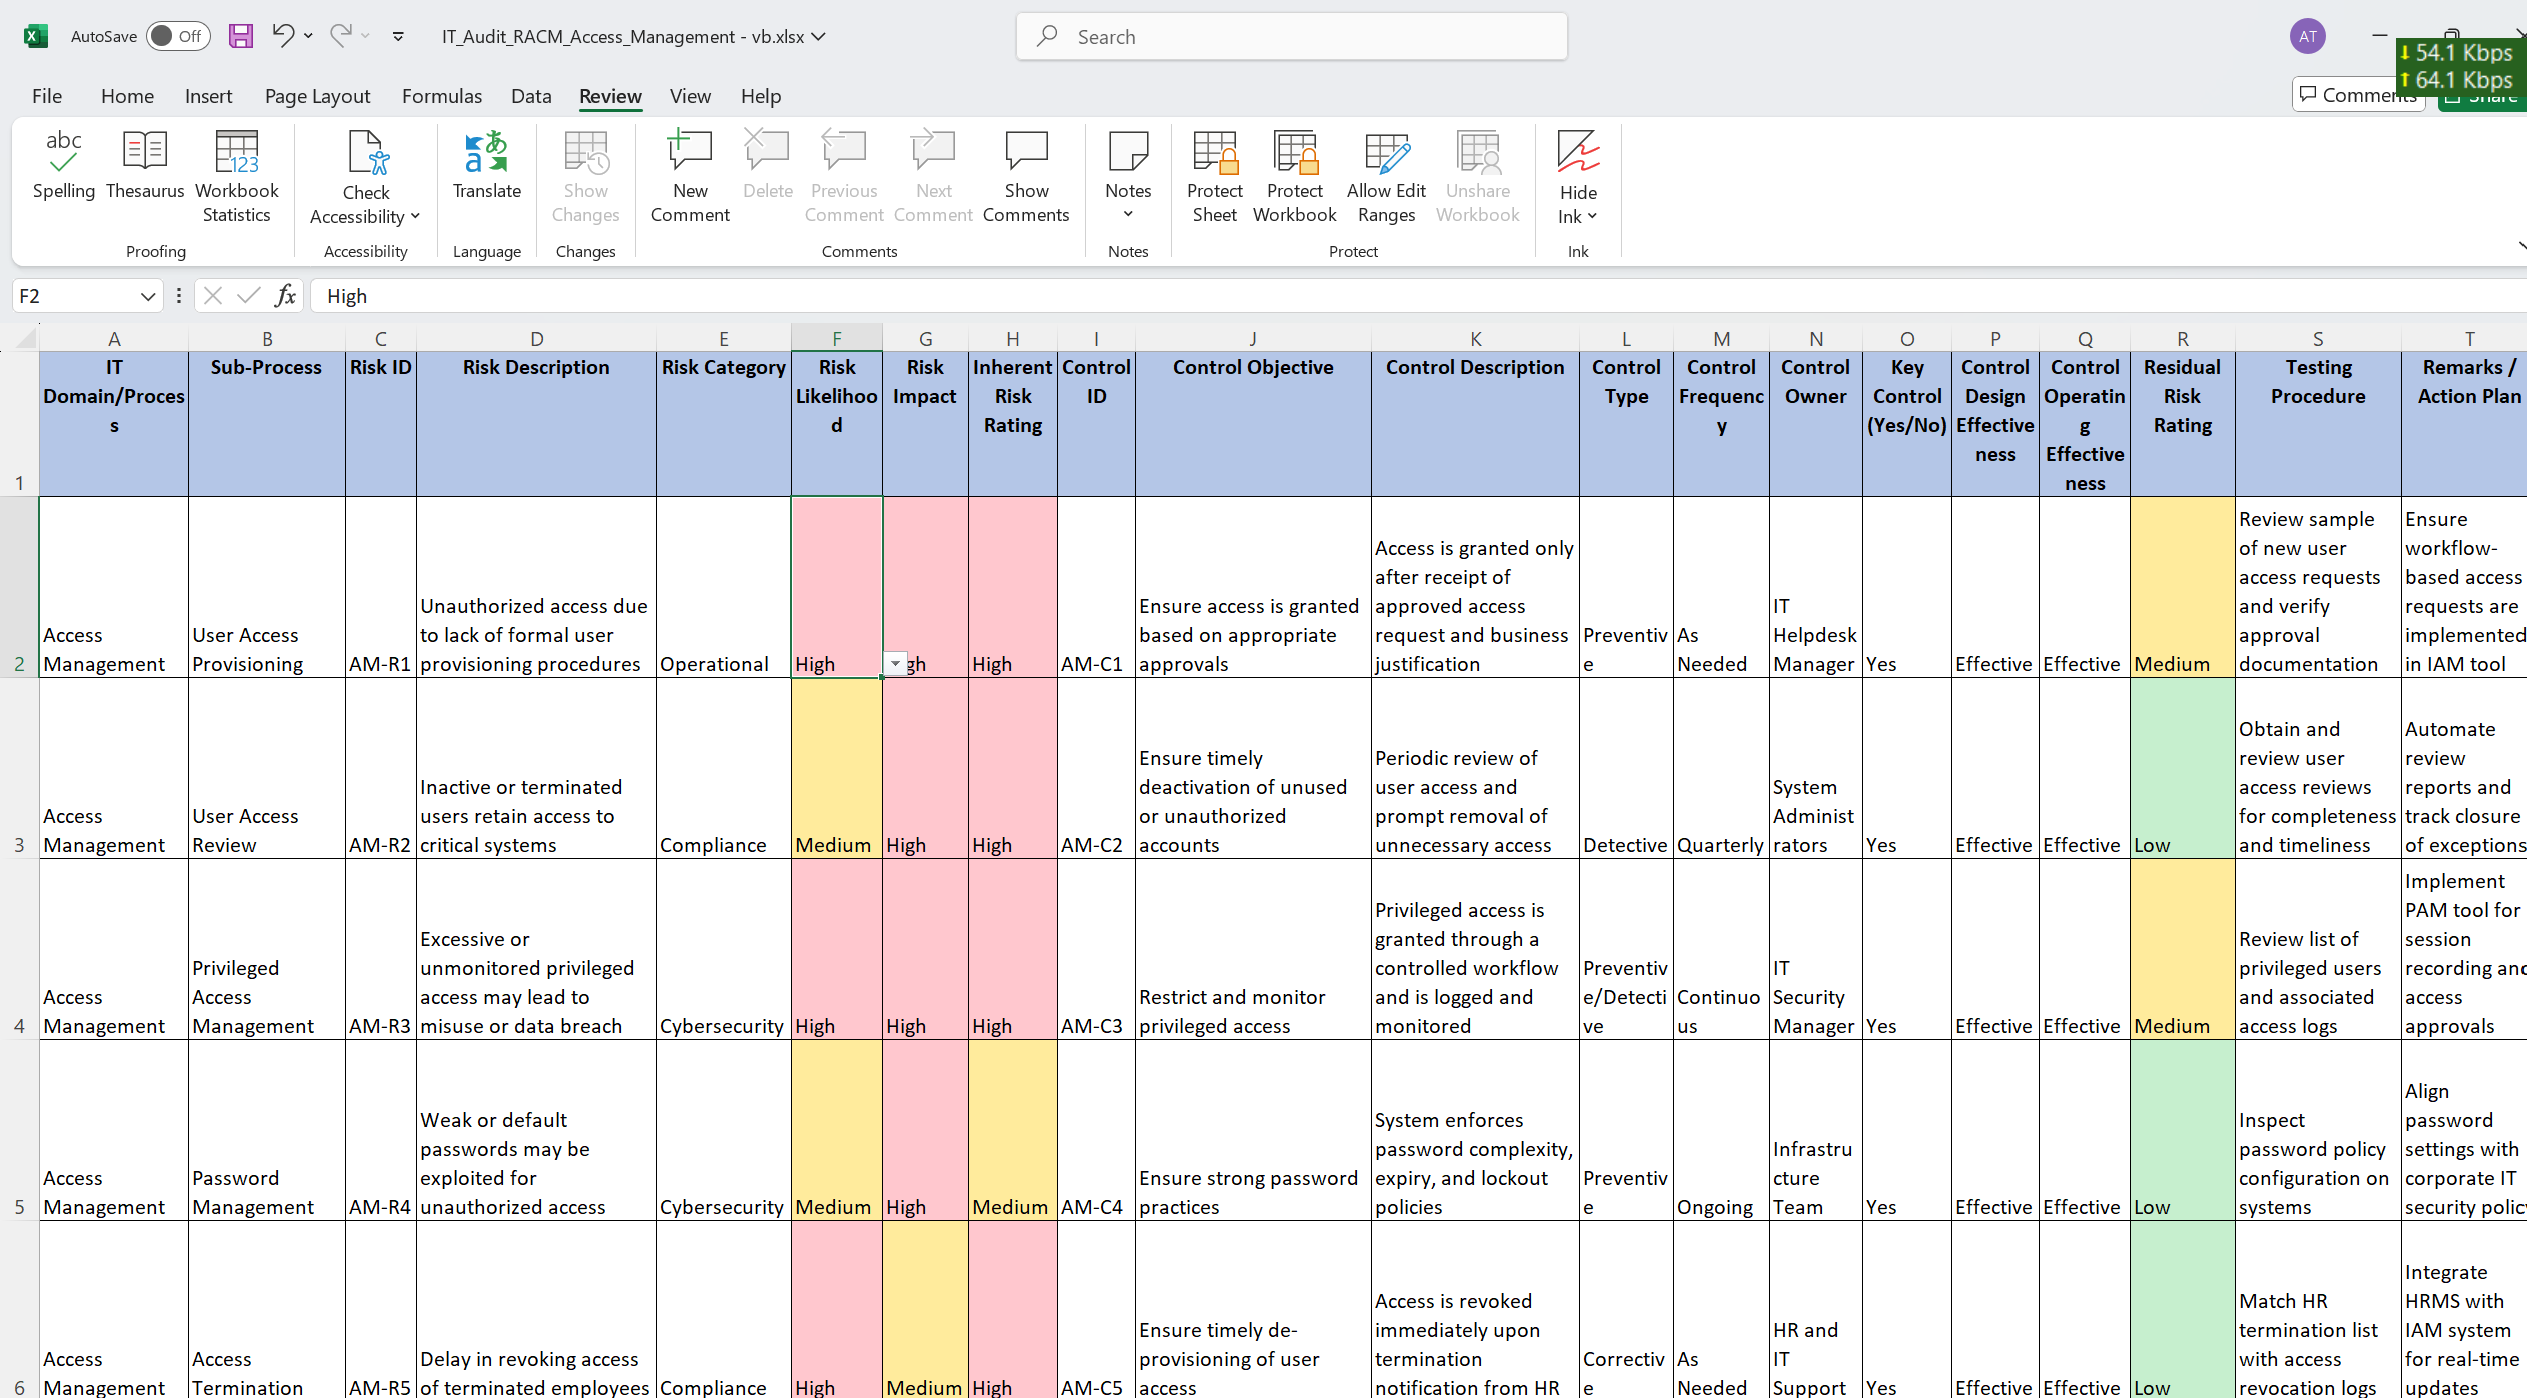 AutoSave Off IT_Audit_RACM_Access_Management - vb.xlsx Search AT
54.1 Kbps
64.1 Kbps
File Home Insert Page Layout Formulas Data Review View Help Comments Share
abc
123
Spelling Thesaurus Workbook Statistics Check Accessibility Translate Show Changes New Comment Delete Previous Comment Next Comment Show Comments Notes Protect Sheet Protect Workbook Allow Edit Ranges Unshare Workbook Hide Ink
Proofing Accessibility Language Changes Comments Notes Protect Ink
F2 fx High
A B C D E F G H I J K L M N O P Q R S T
1 IT Domain/Process Sub-Process Risk ID Risk Description Risk Category Risk Likelihood Risk Impact Inherent Risk Rating Control ID Control Objective Control Description Control Type Control Frequency Control Owner Key Control (Yes/No) Control Design Effectiveness Control Operating Effectiveness Residual Risk Rating Testing Procedure Remarks / Action Plan
2 Access Management User Access Provisioning AM-R1 Unauthorized access due to lack of formal user provisioning procedures Operational High gh High AM-C1 Ensure access is granted based on appropriate approvals Access is granted only after receipt of approved access request and business justification Preventive As Needed IT Helpdesk Manager Yes Effective Effective Medium Review sample of new user access requests and verify approval documentation Ensure workflow-based access requests are implemented in IAM tool
3 Access Management User Access Review AM-R2 Inactive or terminated users retain access to critical systems Compliance Medium High High AM-C2 Ensure timely deactivation of unused or unauthorized accounts Periodic review of user access and prompt removal of unnecessary access Detective Quarterly System Administrators Yes Effective Effective Low Obtain and review user access reviews for completeness and timeliness Automate review reports and track closure of exceptions
4 Access Management Privileged Access Management AM-R3 Excessive or unmonitored privileged access may lead to misuse or data breach Cybersecurity High High High AM-C3 Restrict and monitor privileged access Privileged access is granted through a controlled workflow and is logged and monitored Preventive/Detective Continuous IT Security Manager Yes Effective Effective Medium Review list of privileged users and associated access logs Implement PAM tool for session recording and access approvals
5 Access Management Password Management AM-R4 Weak or default passwords may be exploited for unauthorized access Cybersecurity Medium High Medium AM-C4 Ensure strong password practices System enforces password complexity, expiry, and lockout policies Preventive Ongoing Infrastructure Team Yes Effective Effective Low Inspect password policy configuration on systems Align password settings with corporate IT security policy
6 Access Management Access Termination AM-R5 Delay in revoking access of terminated employees Compliance High Medium High AM-C5 Ensure timely de-provisioning of user access Access is revoked immediately upon termination notification from HR Corrective As Needed HR and IT Support Yes Effective Effective Low Match HR termination list with access revocation logs Integrate HRMS with IAM system for real-time updates